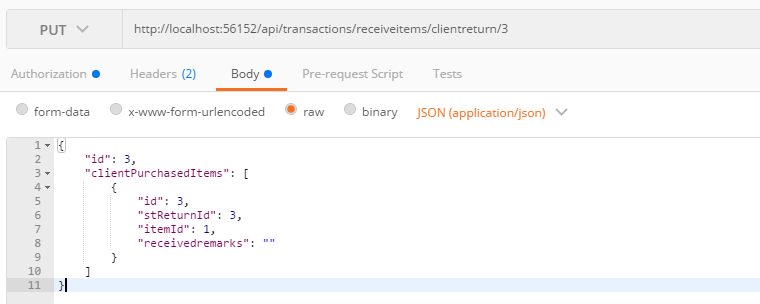 PUT http://localhost:56152/api/transactions/receiveitems/clientreturn/3
Authorization Headers (2) Body Pre-request Script Tests
form-data x-www-form-urlencoded raw binary JSON (application/json)
1 {
2 "id": 3,
3 "clientPurchasedItems": [
4 {
5 "id": 3,
6 "stReturnId": 3,
7 "itemId": 1,
8 "receivedremarks": ""
9 }
10 ]
11 }